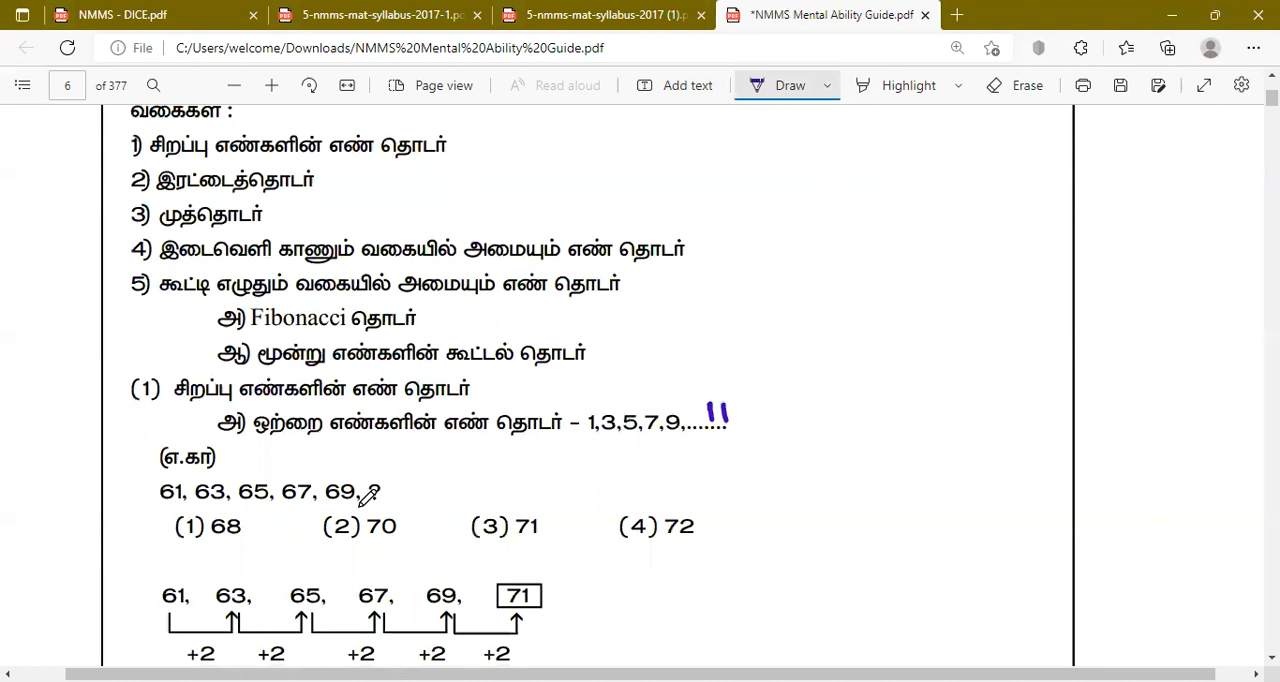 NMMS - DICE.pdf
5-nmms-mat-syllabus-2017-1.pd
5-nmms-mat-syllabus-2017 (1).p
*NMMS Mental Ability Guide.pdf
File C:/Users/welcome/Downloads/NMMS%20Mental%20Ability%20Guide.pdf
6 of 377 Page view Read aloud Add text Draw Highlight Erase
வகைகள் :
1) சிறப்பு எண்களின் எண் தொடர்
2) இரட்டைத்தொடர்
3) முத்தொடர்
4) இடைவெளி காணும் வகையில் அமையும் எண் தொடர்
5) கூட்டி எழுதும் வகையில் அமையும் எண் தொடர்
அ) Fibonacci தொடர்
ஆ) மூன்று எண்களின் கூட்டல் தொடர்
(1) சிறப்பு எண்களின் எண் தொடர்
அ) ஒற்றை எண்களின் எண் தொடர் - 1,3,5,7,9,....... 11
(எ.கா)
61, 63, 65, 67, 69, ?
(1) 68 (2) 70 (3) 71 (4) 72
61, 63, 65, 67, 69, 71
+2 +2 +2 +2 +2